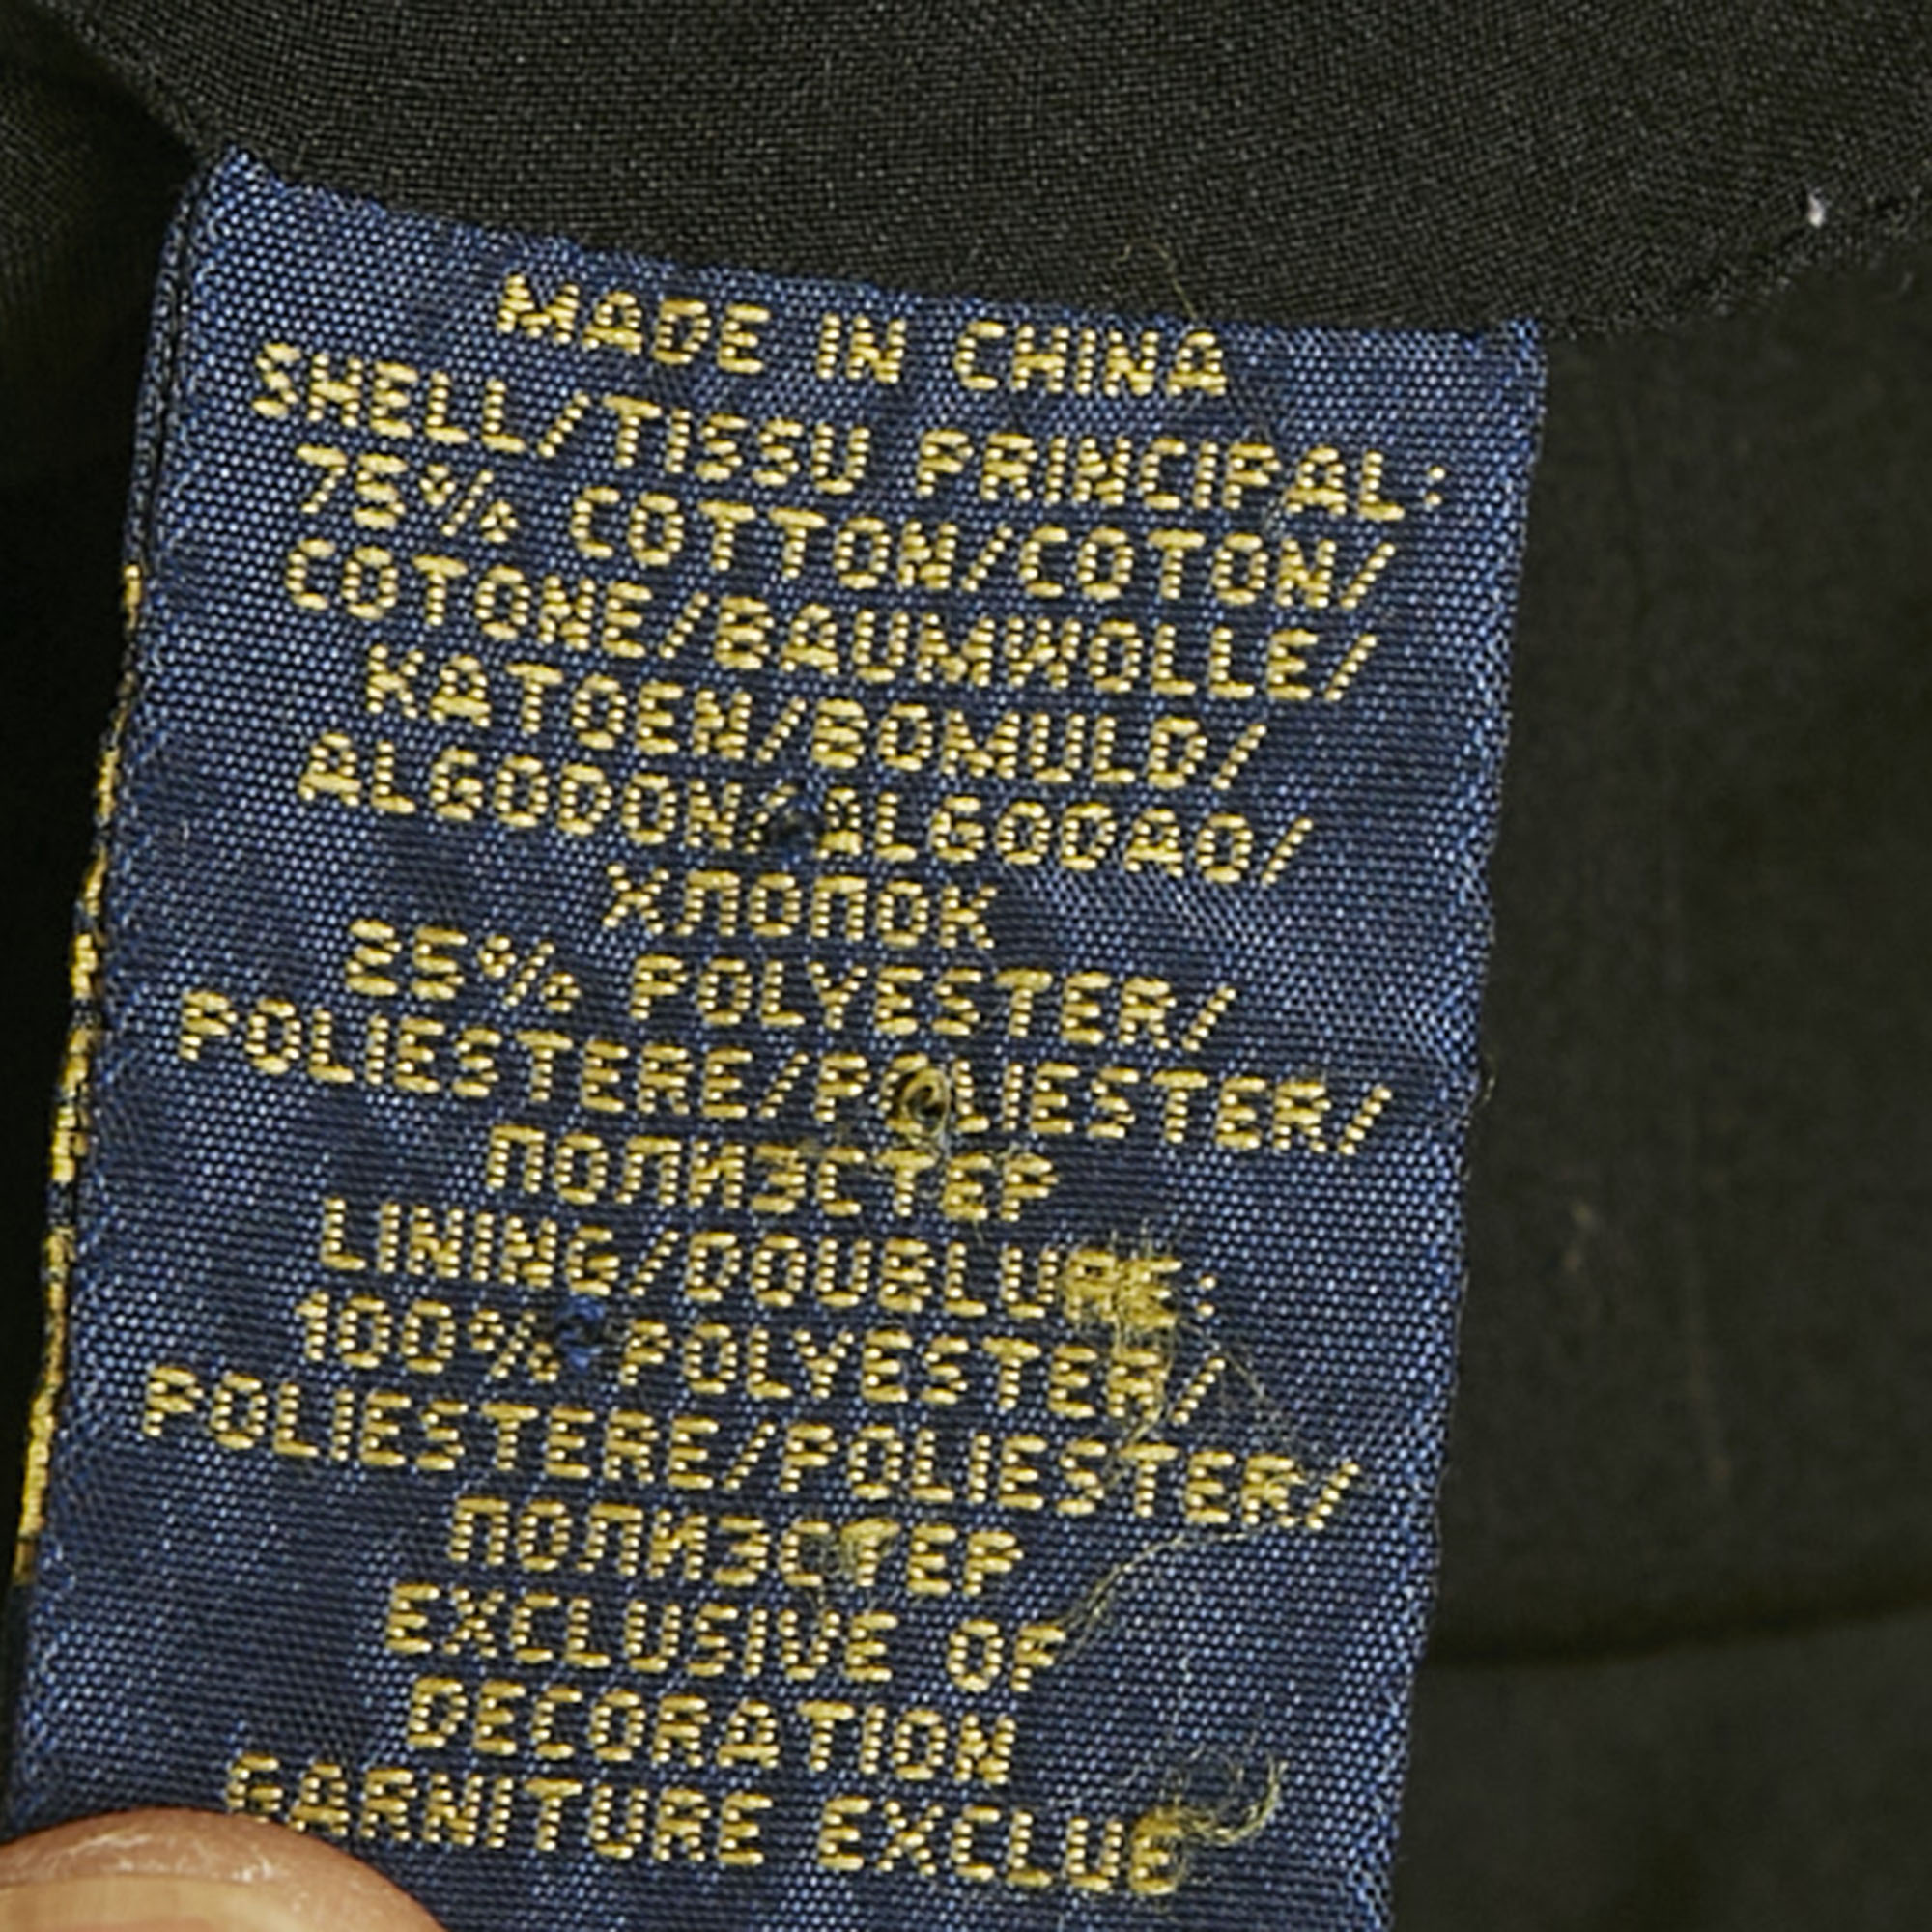 MADE IN CHINA
SHELL/TISSU PRINCIPAL:
75% COTTON/COTON/
COTONE/BAUMWOLLE/
KATOEN/BOMULD/
ALGODON/ALGODAO/
ХЛОПОК
25% POLYESTER/
POLIESTERE/POLIESTER/
ПОЛИЭСТЕР
LINING/DOUBLURE:
100% POLYESTER/
POLIESTERE/POLIESTER/
ПОЛИЭСТЕР
EXCLUSIVE OF
DECORATION
GARNITURE EXCLUE